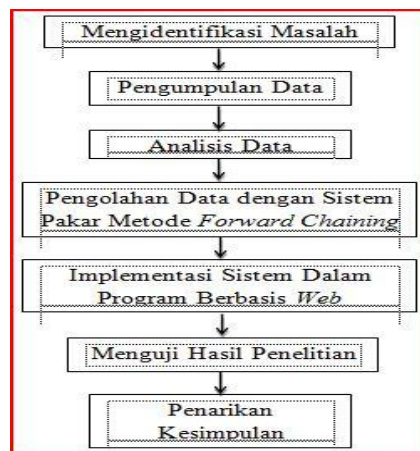 Mengidentifikasi Masalah
Pengumpulan Data
Analisis Data
Pengolahan Data dengan Sistem
Pakar Metode Forward Chaining
Implementasi Sistem Dalam
Program Berbasis Web
Menguji Hasil Penelitian
Penarikan
Kesimpulan